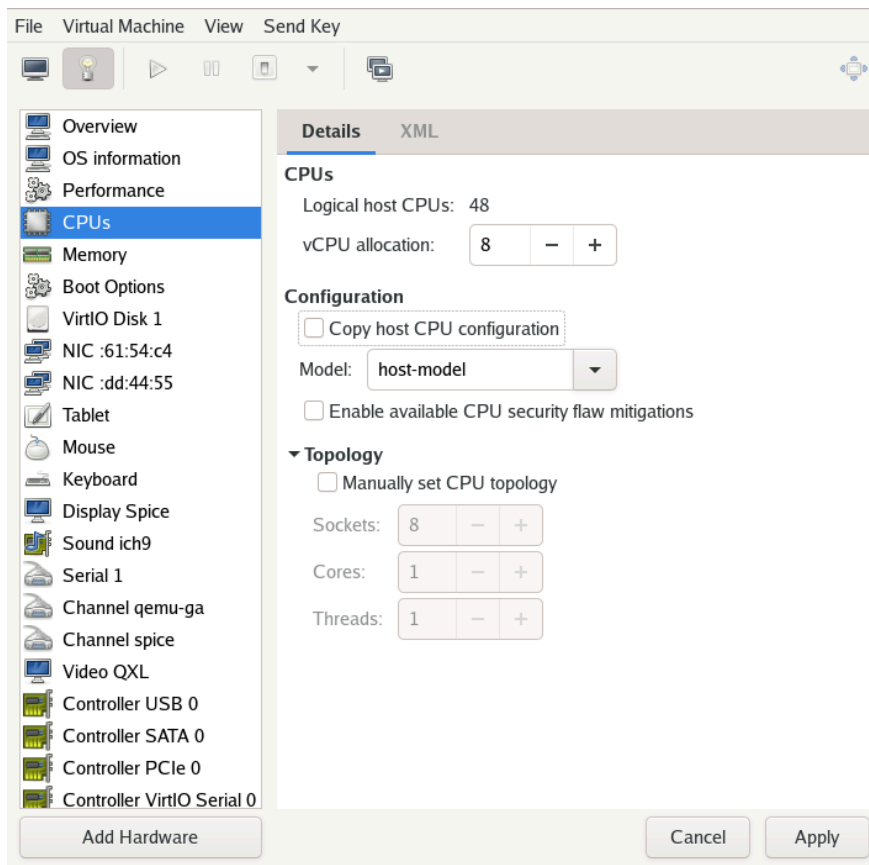 File Virtual Machine View Send Key
Overview
OS information
Performance
CPUs
Memory
Boot Options
VirtIO Disk 1
NIC :61:54:c4
NIC :dd:44:55
Tablet
Mouse
Keyboard
Display Spice
Sound ich9
Serial 1
Channel qemu-ga
Channel spice
Video QXL
Controller USB 0
Controller SATA 0
Controller PCIe 0
Controller VirtIO Serial 0
Add Hardware
Details XML
CPUs
Logical host CPUs: 48
vCPU allocation: 8 − +
Configuration
Copy host CPU configuration
Model: host-model
Enable available CPU security flaw mitigations
Topology
Manually set CPU topology
Sockets: 8 − +
Cores: 1 − +
Threads: 1 − +
Cancel Apply